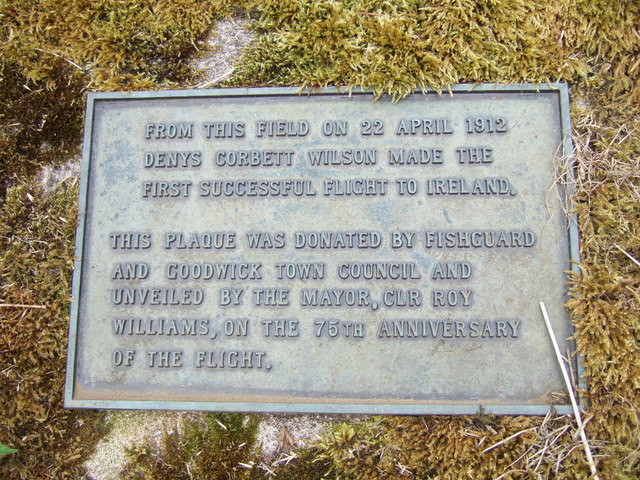 FROM THIS FIELD ON 22 APRIL 1912
DENYS CORBETT WILSON MADE THE
FIRST SUCCESSFUL FLIGHT TO IRELAND.
THIS PLAQUE WAS DONATED BY FISHGUARD
AND GOODWICK TOWN COUNCIL AND
UNVEILED BY THE MAYOR, CLR ROY
WILLIAMS, ON THE 75TH ANNIVERSARY
OF THE FLIGHT.